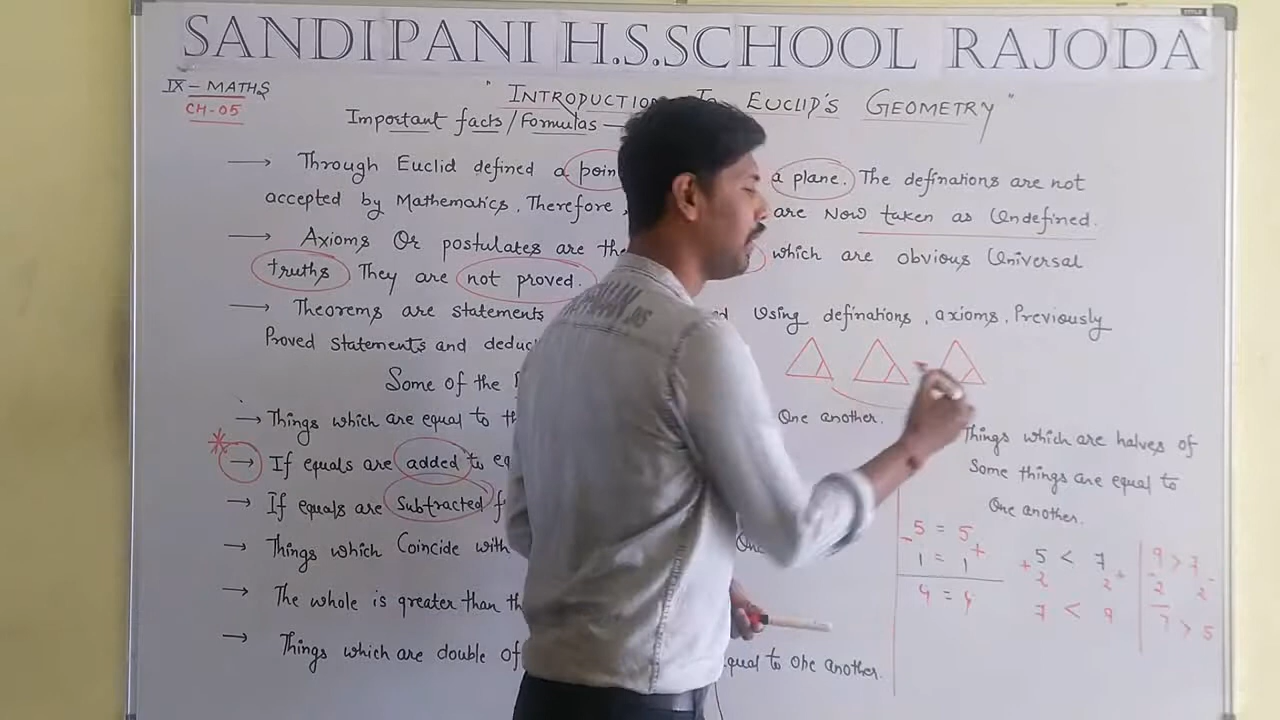 SANDIPANI H.S.SCHOOL RAJODA
IX - MATHS
CH-05
" INTRODUCTION To EUCLID'S GEOMETRY "
Important facts / Formulas
→ Through Euclid defined a poin a plane. The definations are not
accepted by Mathematics. Therefore, are Now taken as Undefined.
→ Axioms Or postulates are the which are obvious Universal
truths They are not proved.
→ Theorems are statements Using definations, axioms, Previously
Proved statements and deduc
Some of the
→ Things which are equal to th One another.
→ If equals are added to eq
→ If equals are Subtracted f
→ Things which Coincide with One
→ The whole is greater than th
→ Things which are double of equal to one another.
Things which are halves of
Some things are equal to
One another.
5 = 5
- 1 = 1 +
4 = 4
5 < 7
+ 2 2 +
7 < 9
9 > 7
- 2 2 -
7 > 5